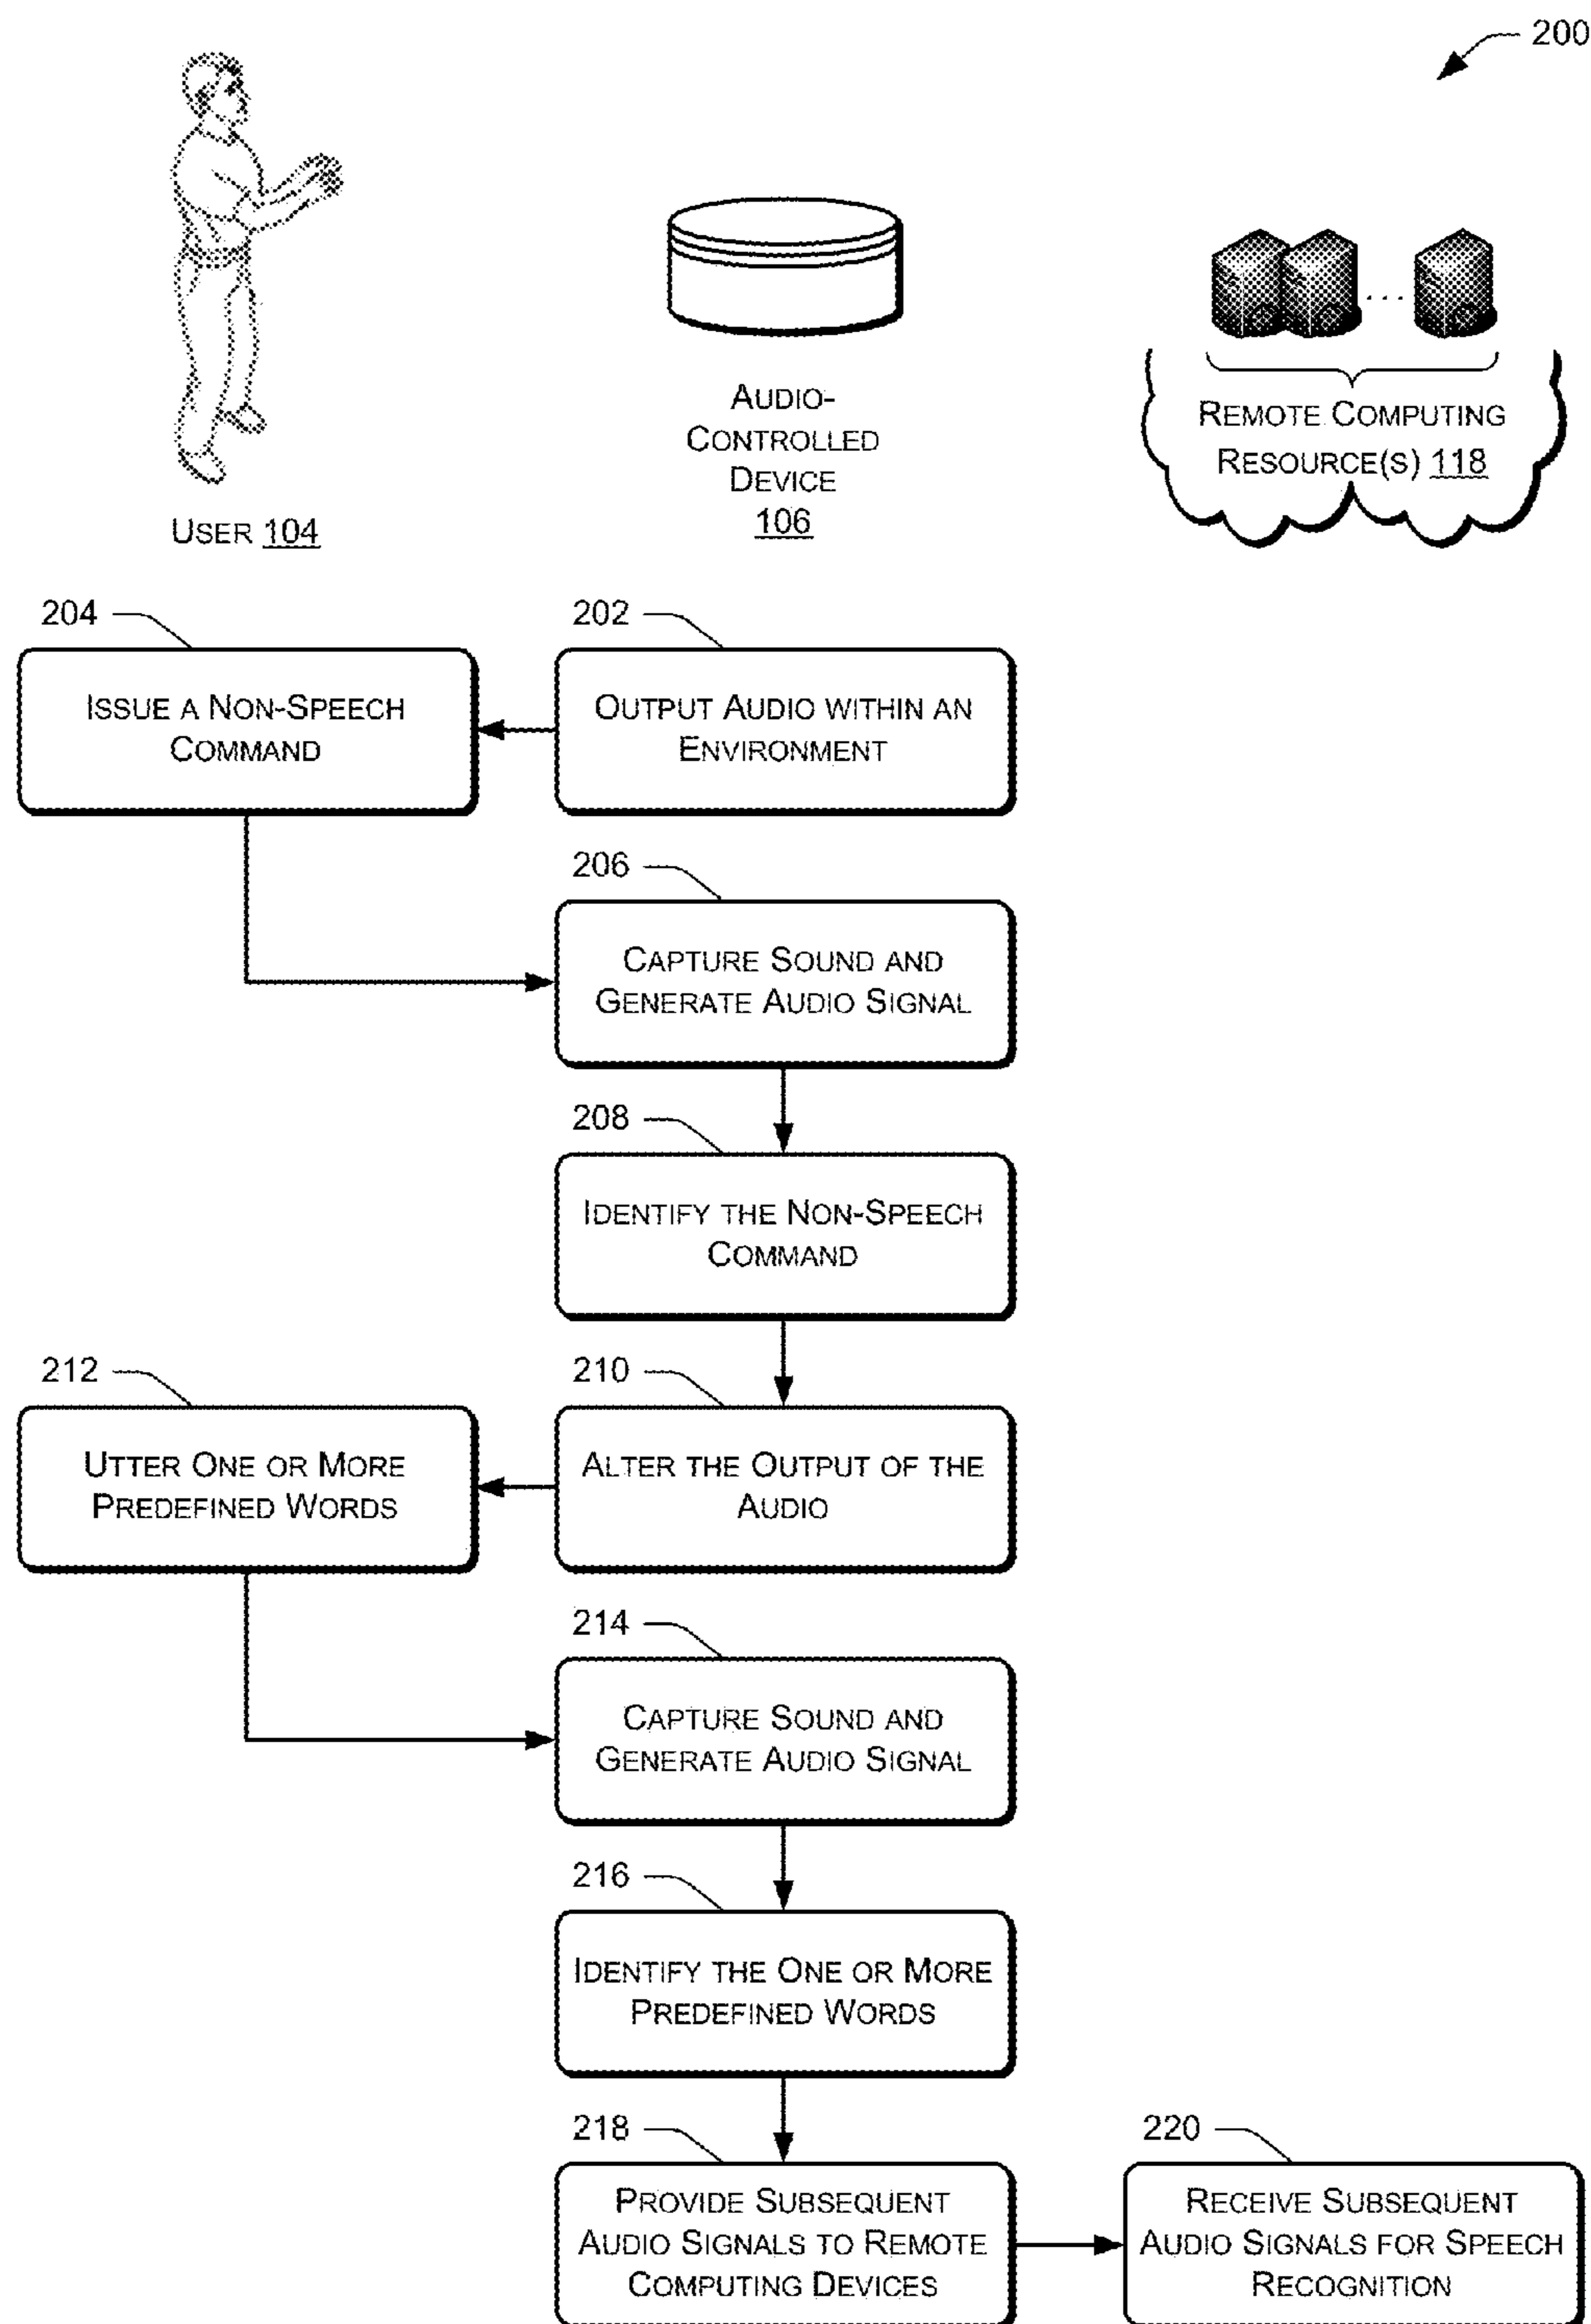 200
AUDIO-
CONTROLLED
DEVICE
106
REMOTE COMPUTING
RESOURCE(S) 118
USER 104
204
ISSUE A NON-SPEECH
COMMAND
202
OUTPUT AUDIO WITHIN AN
ENVIRONMENT
206
CAPTURE SOUND AND
GENERATE AUDIO SIGNAL
208
IDENTIFY THE NON-SPEECH
COMMAND
212
UTTER ONE OR MORE
PREDEFINED WORDS
210
ALTER THE OUTPUT OF THE
AUDIO
214
CAPTURE SOUND AND
GENERATE AUDIO SIGNAL
216
IDENTIFY THE ONE OR MORE
PREDEFINED WORDS
218
PROVIDE SUBSEQUENT
AUDIO SIGNALS TO REMOTE
COMPUTING DEVICES
220
RECEIVE SUBSEQUENT
AUDIO SIGNALS FOR SPEECH
RECOGNITION